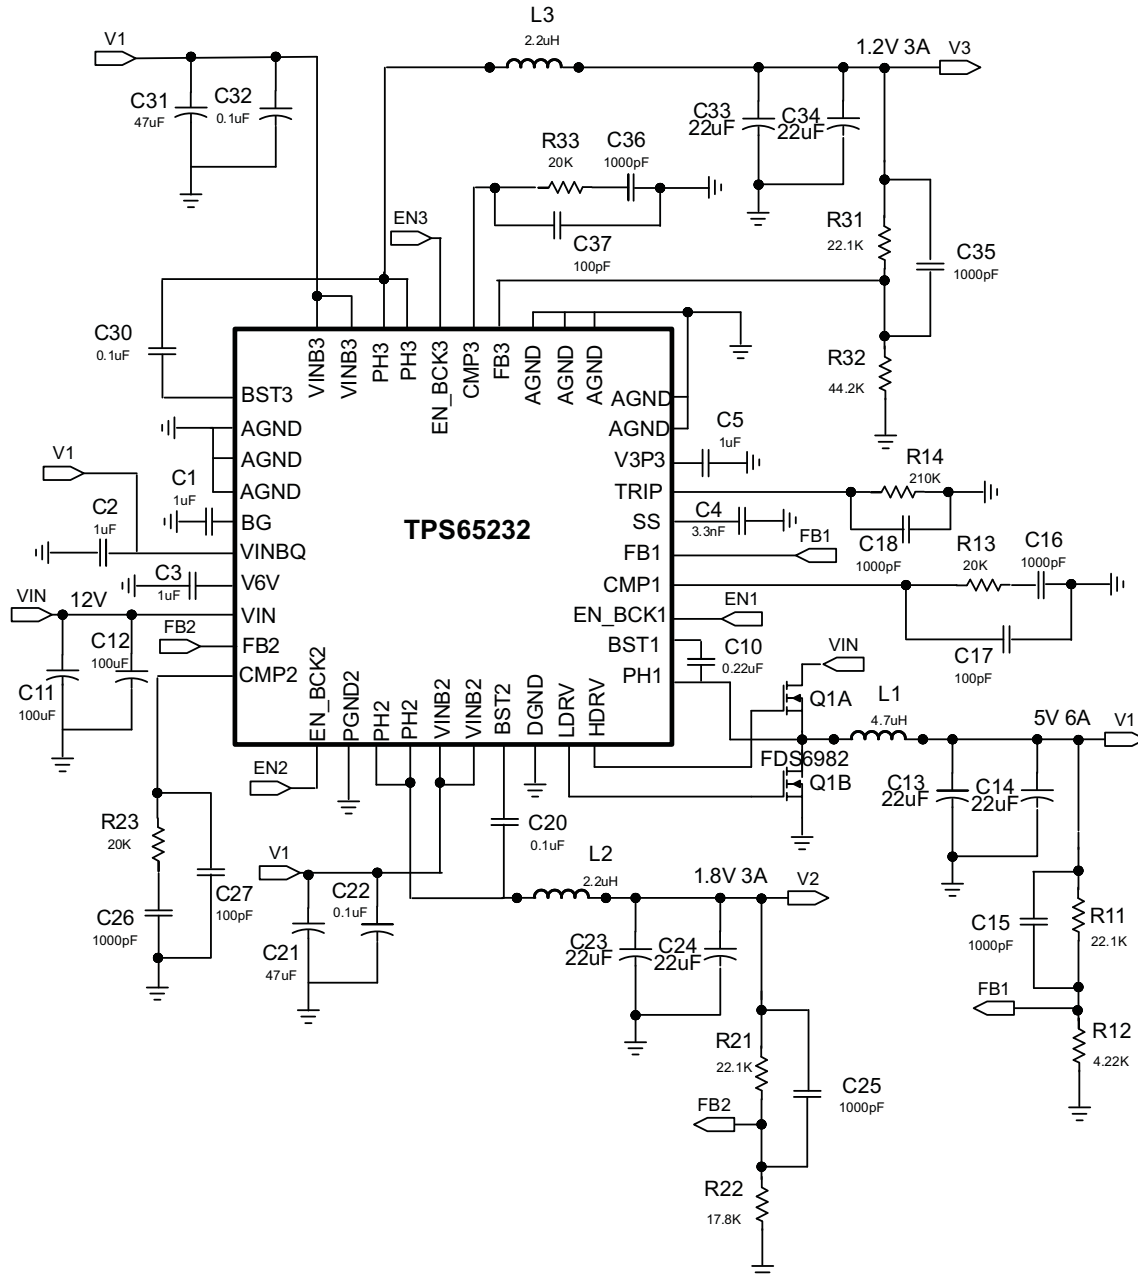 L3
2.2uH
V1
1.2V 3A
V3
C31
47uF
C32
0.1uF
C33
22uF
C34
22uF
R33
20K
C36
1000pF
EN3
C37
100pF
R31
22.1K
C35
1000pF
C30
0.1uF
R32
44.2K
VINB3
VINB3
PH3
PH3
EN_BCK3
CMP3
FB3
AGND
AGND
AGND
BST3
AGND
AGND
AGND
BG
VINBQ
V6V
VIN
FB2
CMP2
AGND
AGND
V3P3
TRIP
SS
FB1
CMP1
EN_BCK1
BST1
PH1
EN_BCK2
PGND2
PH2
PH2
VINB2
VINB2
BST2
DGND
LDRV
HDRV
TPS65232
V1
C1
1uF
C2
1uF
C3
1uF
VIN
12V
FB2
C12
100uF
C11
100uF
C5
1uF
R14
210K
C4
3.3nF
C18
1000pF
FB1
R13
20K
C16
1000pF
EN1
C17
100pF
C10
0.22uF
VIN
Q1A
L1
4.7uH
5V 6A
V1
FDS6982
Q1B
C13
22uF
C14
22uF
EN2
R23
20K
C27
100pF
C26
1000pF
V1
C22
0.1uF
C21
47uF
C20
0.1uF
L2
2.2uH
1.8V 3A
V2
C23
22uF
C24
22uF
C15
1000pF
R11
22.1K
FB1
R12
4.22K
R21
22.1K
C25
1000pF
FB2
R22
17.8K